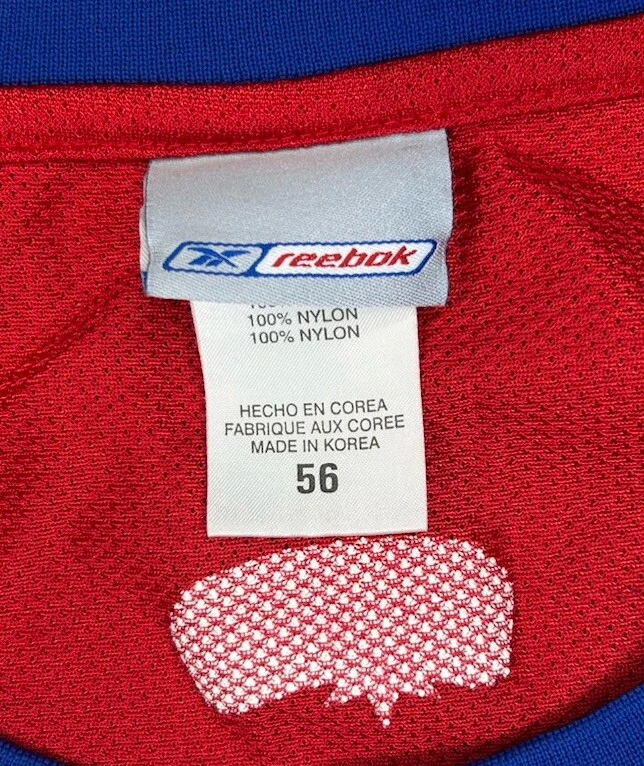 reebok
100% NYLON
100% NYLON
HECHO EN COREA
FABRIQUE AUX COREE
MADE IN KOREA
56